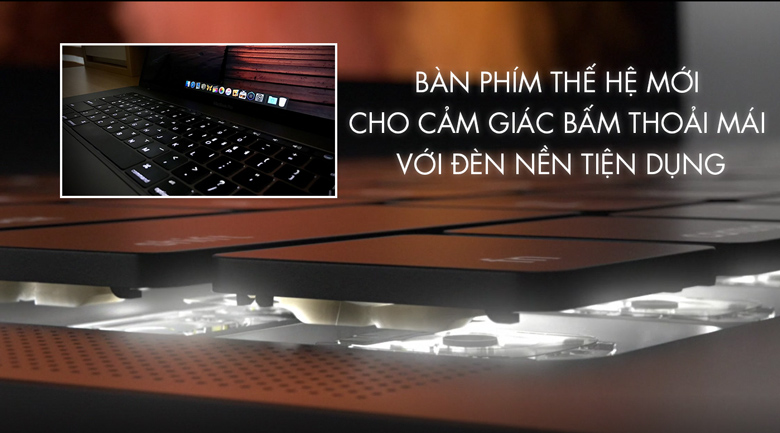 BÀN PHÍM THẾ HỆ MỚI
CHO CẢM GIÁC BẤM THOẢI MÁI
VỚI ĐÈN NỀN TIỆN DỤNG